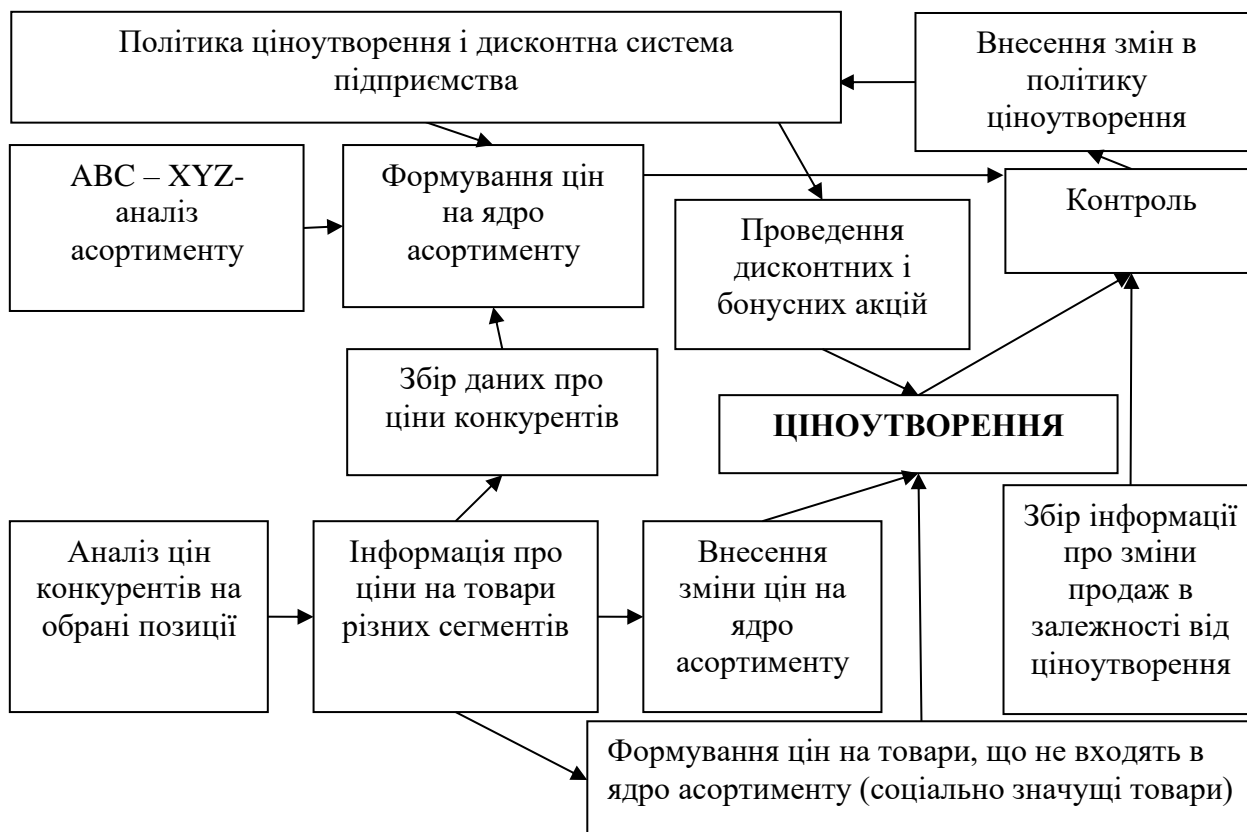 Політика ціноутворення і дисконтна система
підприємства
Внесення змін в
політику
ціноутворення
ABC – XYZ-
аналіз
асортименту
Формування цін
на ядро
асортименту
Контроль
Проведення
дисконтних і
бонусних акцій
Збір даних про
ціни конкурентів
ЦІНОУТВОРЕННЯ
Аналіз цін
конкурентів на
обрані позиції
Інформація про
ціни на товари
різних сегментів
Внесення
зміни цін на
ядро
асортименту
Збір інформації
про зміни
продаж в
залежності від
ціноутворення
Формування цін на товари, що не входять в
ядро асортименту (соціально значущі товари)